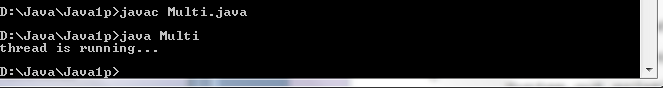 D:\Java\Java1p>javac Multi.java
D:\Java\Java1p>java Multi
thread is running...
D:\Java\Java1p>